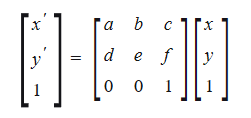 x' a b c x
y' = d e f y
1 0 0 1 1